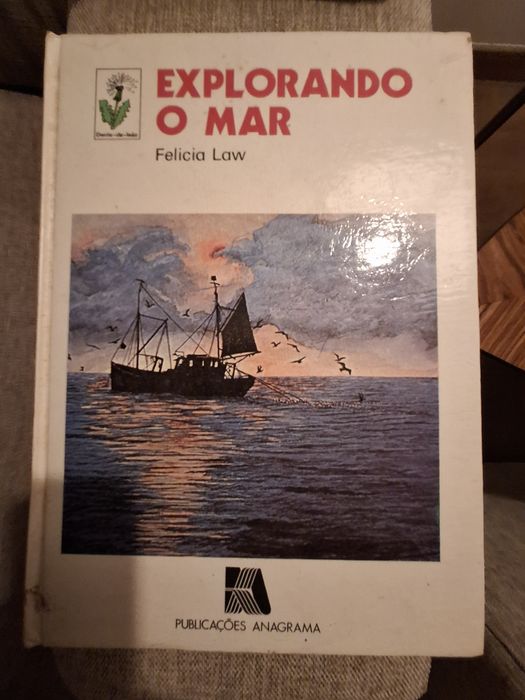 EXPLORANDO
O MAR
Felicia Law
Dente-de-leão
PUBLICAÇÕES ANAGRAMA